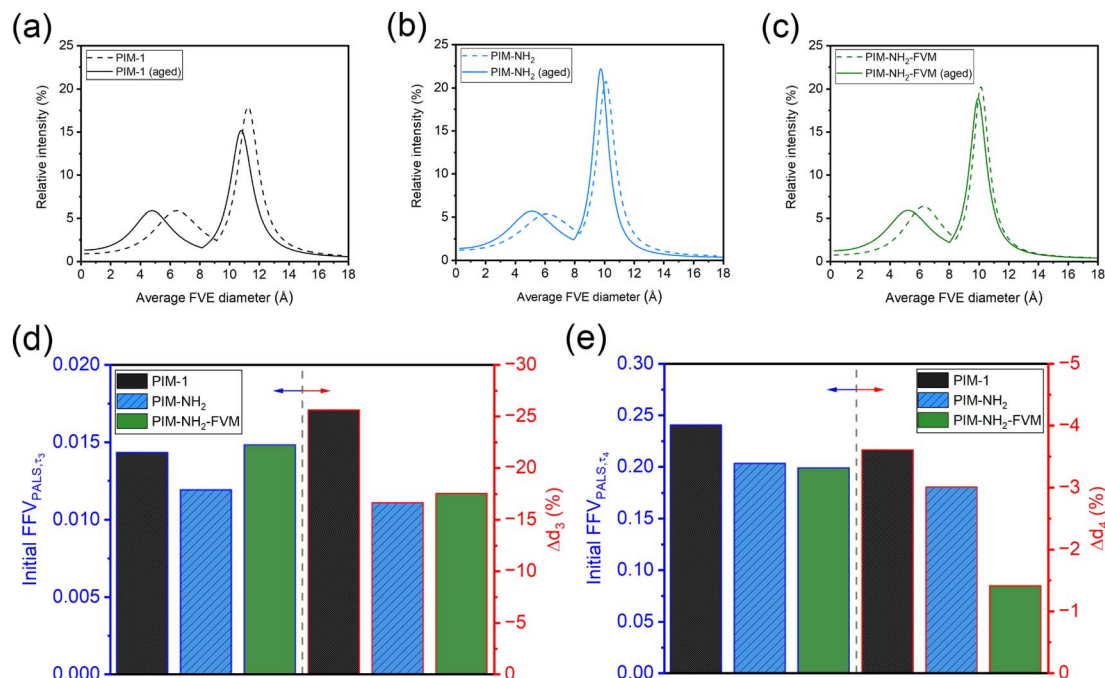 (a)
PIM-1
PIM-1 (aged)
Relative intensity (%)
25
20
15
10
5
0
0 2 4 6 8 10 12 14 16 18
Average FVE diameter (Å)
(b)
PIM-NH₂
PIM-NH₂ (aged)
Relative intensity (%)
25
20
15
10
5
0
0 2 4 6 8 10 12 14 16 18
Average FVE diameter (Å)
(c)
PIM-NH₂-FVM
PIM-NH₂-FVM (aged)
Relative intensity (%)
25
20
15
10
5
0
0 2 4 6 8 10 12 14 16 18
Average FVE diameter (Å)
(d)
PIM-1
PIM-NH₂
PIM-NH₂-FVM
Initial FFV_PALS,τ₃
0.020
0.015
0.010
0.005
0.000
−30
−25
−20
−15
−10
−5
0
Δd₃ (%)
(e)
PIM-1
PIM-NH₂
PIM-NH₂-FVM
Initial FFV_PALS,τ₄
0.30
0.25
0.20
0.15
0.10
0.05
0.00
−5
−4
−3
−2
−1
0
Δd₄ (%)